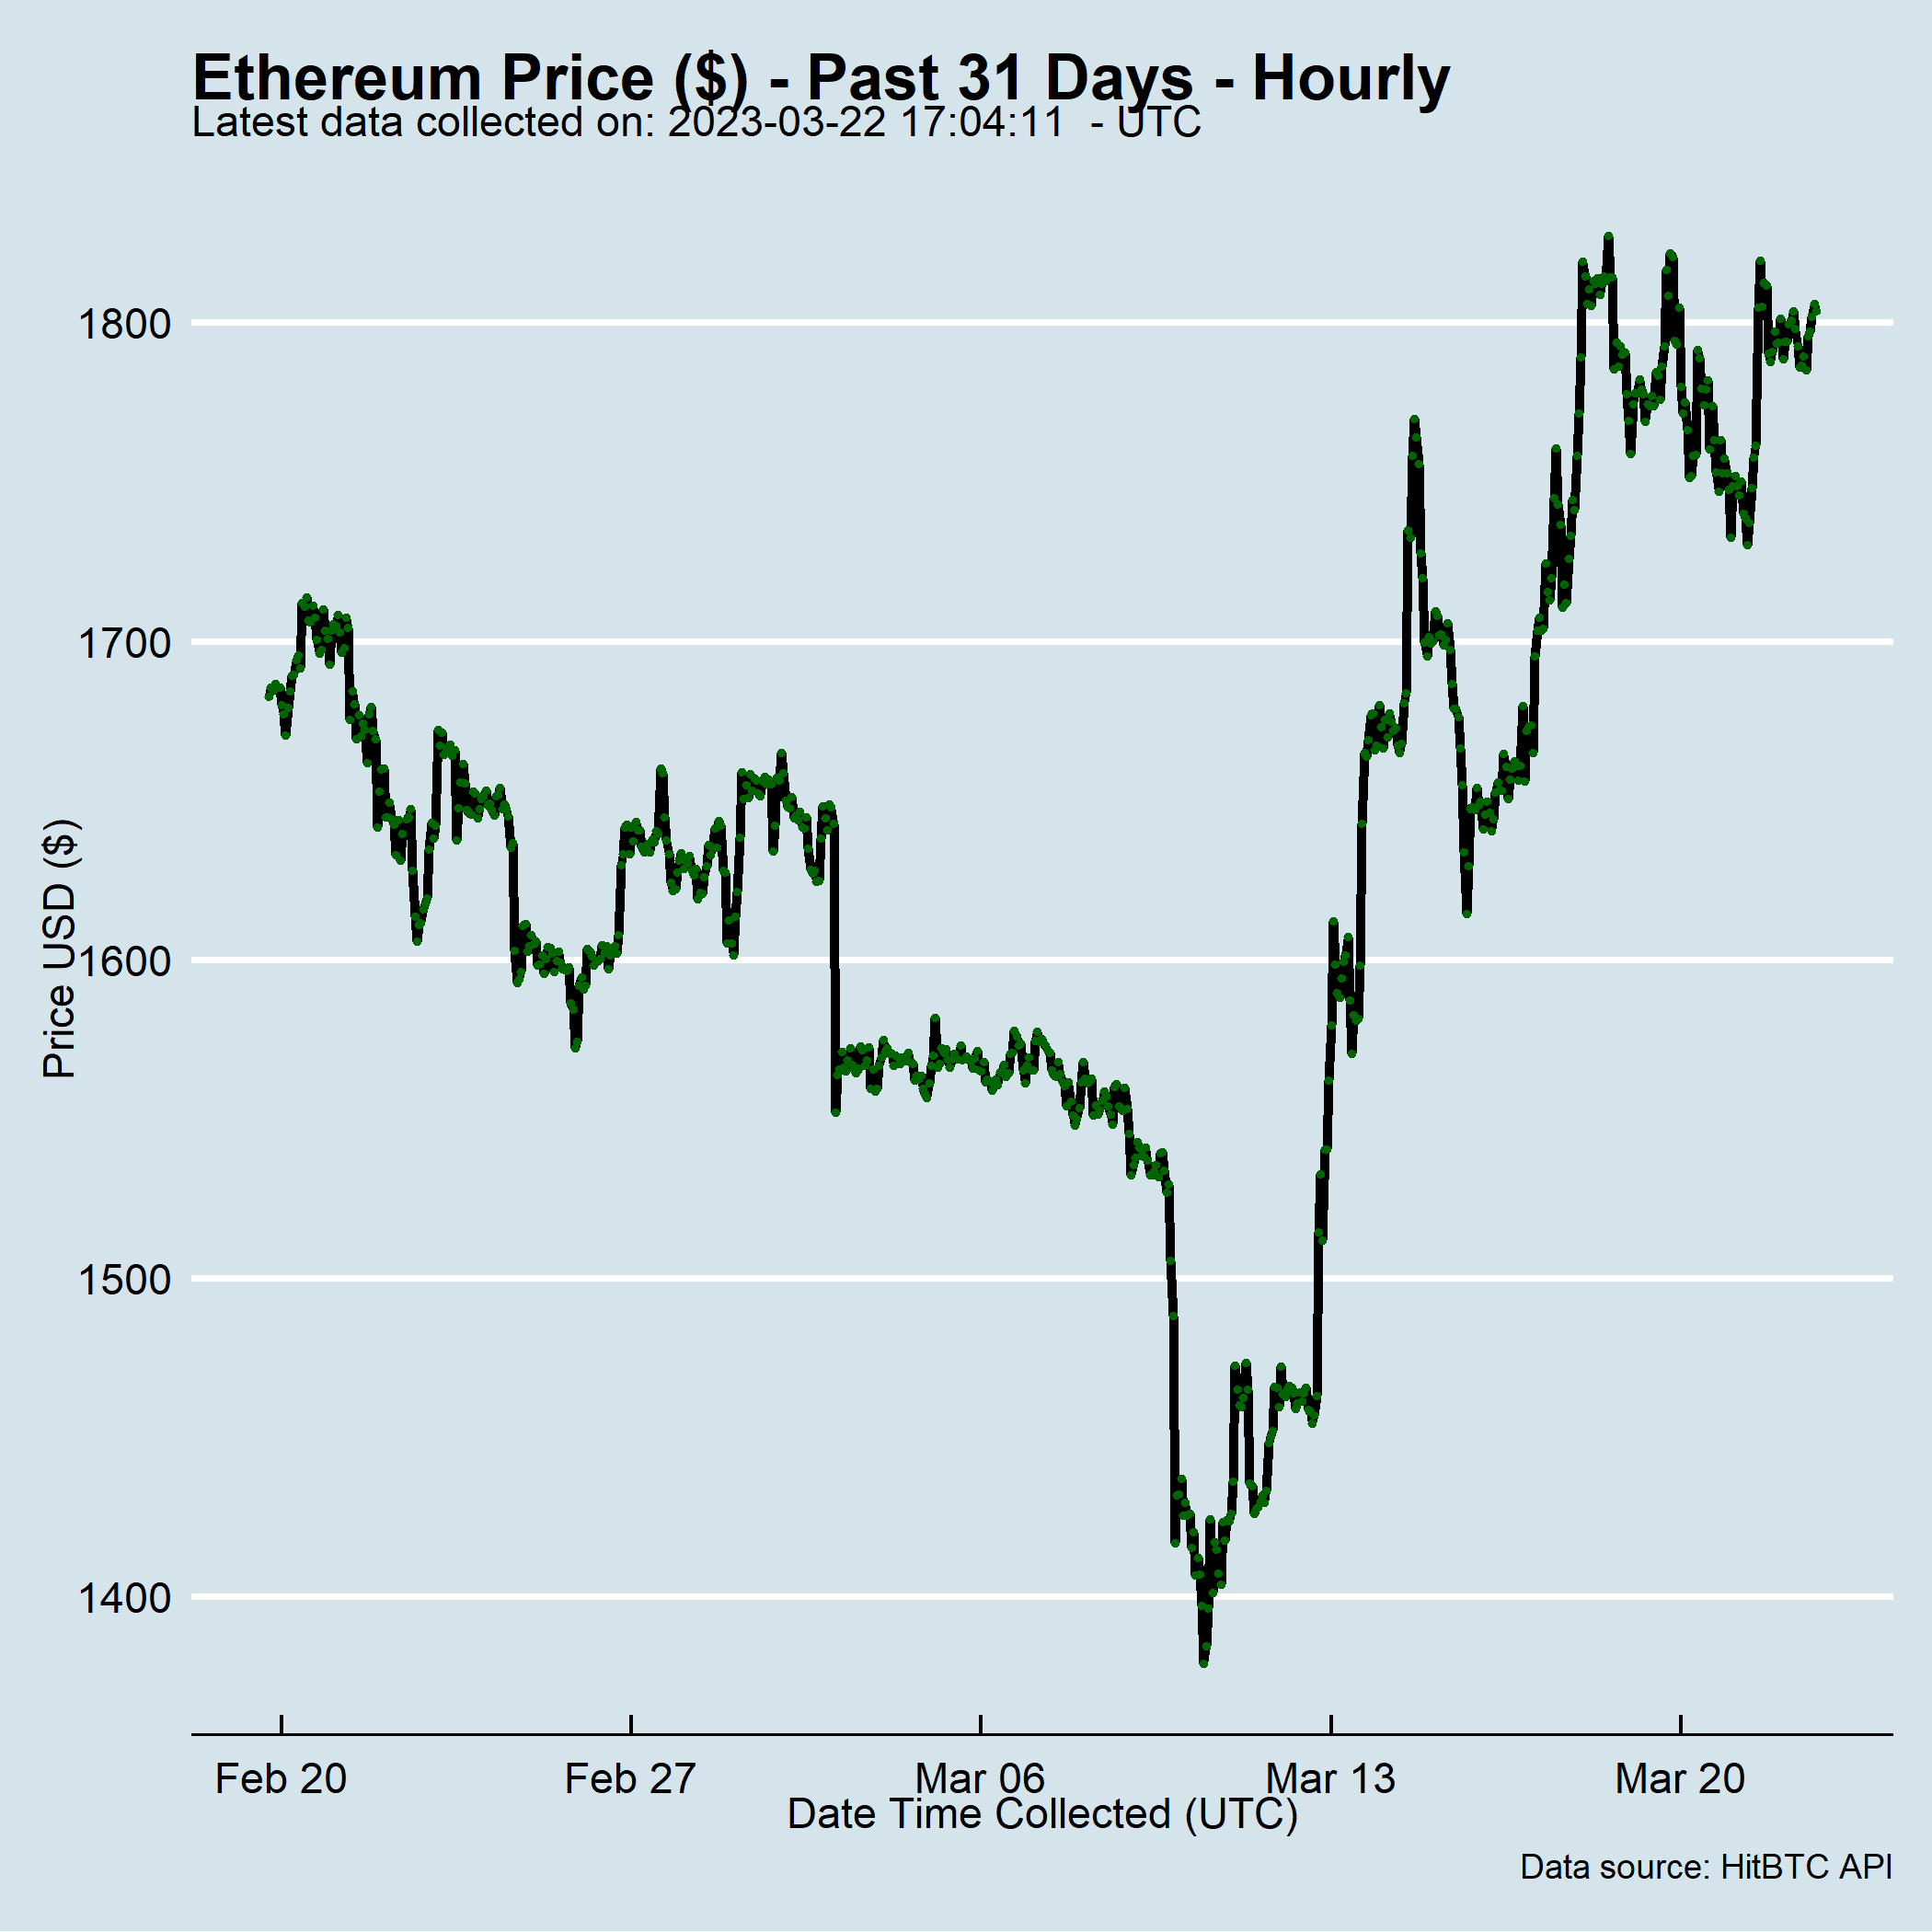 Ethereum Price ($) - Past 31 Days - Hourly
Latest data collected on: 2023-03-22 17:04:11  - UTC
Price USD ($)
1800
1700
1600
1500
1400
Feb 20
Feb 27
Mar 06
Mar 13
Mar 20
Date Time Collected (UTC)
Data source: HitBTC API